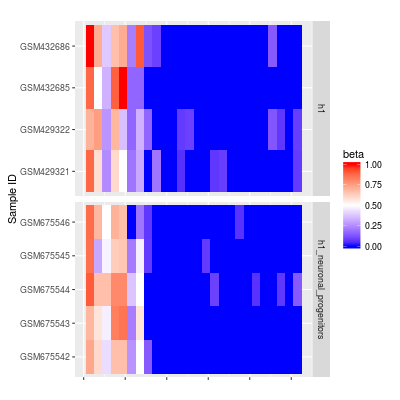 Sample ID
GSM432686
GSM432685
GSM429322
GSM429321
h1
GSM675546
GSM675545
GSM675544
GSM675543
GSM675542
h1_neuronal_progenitors
beta
1.00
0.75
0.50
0.25
0.00